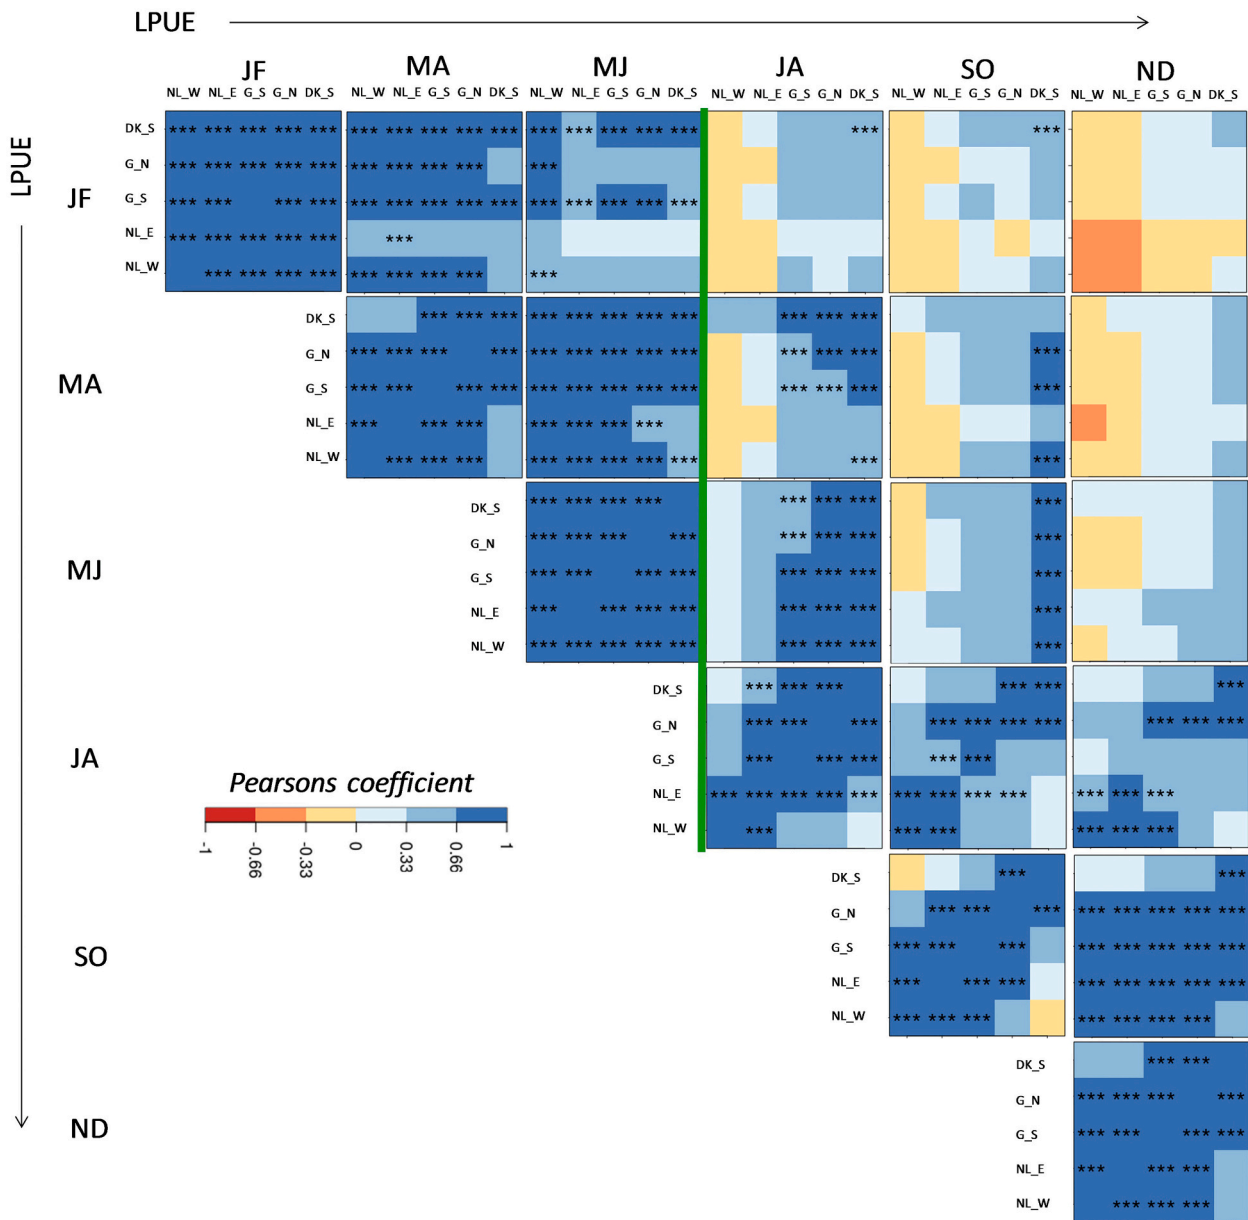 LPUE
JF MA MJ JA SO ND
NL_W NL_E G_S G_N DK_S NL_W NL_E G_S G_N DK_S NL_W NL_E G_S G_N DK_S NL_W NL_E G_S G_N DK_S NL_W NL_E G_S G_N DK_S NL_W NL_E G_S G_N DK_S
LPUE
JF
DK_S *** *** *** *** *** *** *** *** *** *** *** *** *** *** *** *** ***
G_N *** *** *** *** *** *** *** *** *** ***
G_S *** *** *** *** *** *** *** *** *** *** *** *** *** ***
NL_E *** *** *** *** *** ***
NL_W *** *** *** *** *** *** *** *** ***
MA
DK_S *** *** *** *** *** *** *** *** *** *** ***
G_N *** *** *** *** *** *** *** *** *** *** *** *** ***
G_S *** *** *** *** *** *** *** *** *** *** *** *** ***
NL_E *** *** *** *** *** *** ***
NL_W *** *** *** *** *** *** *** *** *** ***
MJ
DK_S *** *** *** *** *** *** *** ***
G_N *** *** *** *** *** *** *** ***
G_S *** *** *** *** *** *** *** ***
NL_E *** *** *** *** *** *** *** ***
NL_W *** *** *** *** *** *** *** *** ***
JA
DK_S *** *** *** *** *** ***
G_N *** *** *** *** *** *** *** *** *** ***
G_S *** *** *** *** ***
NL_E *** *** *** *** *** *** *** *** *** *** *** ***
NL_W *** *** *** *** *** ***
Pearsons coefficient
-1 -0.66 -0.33 0 0.33 0.66 1
SO
DK_S *** ***
G_N *** *** *** *** *** *** *** ***
G_S *** *** *** *** *** *** *** ***
NL_E *** *** *** *** *** *** *** ***
NL_W *** *** *** *** *** *** ***
ND
DK_S *** ***
G_N *** *** *** ***
G_S *** *** *** ***
NL_E *** *** ***
NL_W *** *** ***